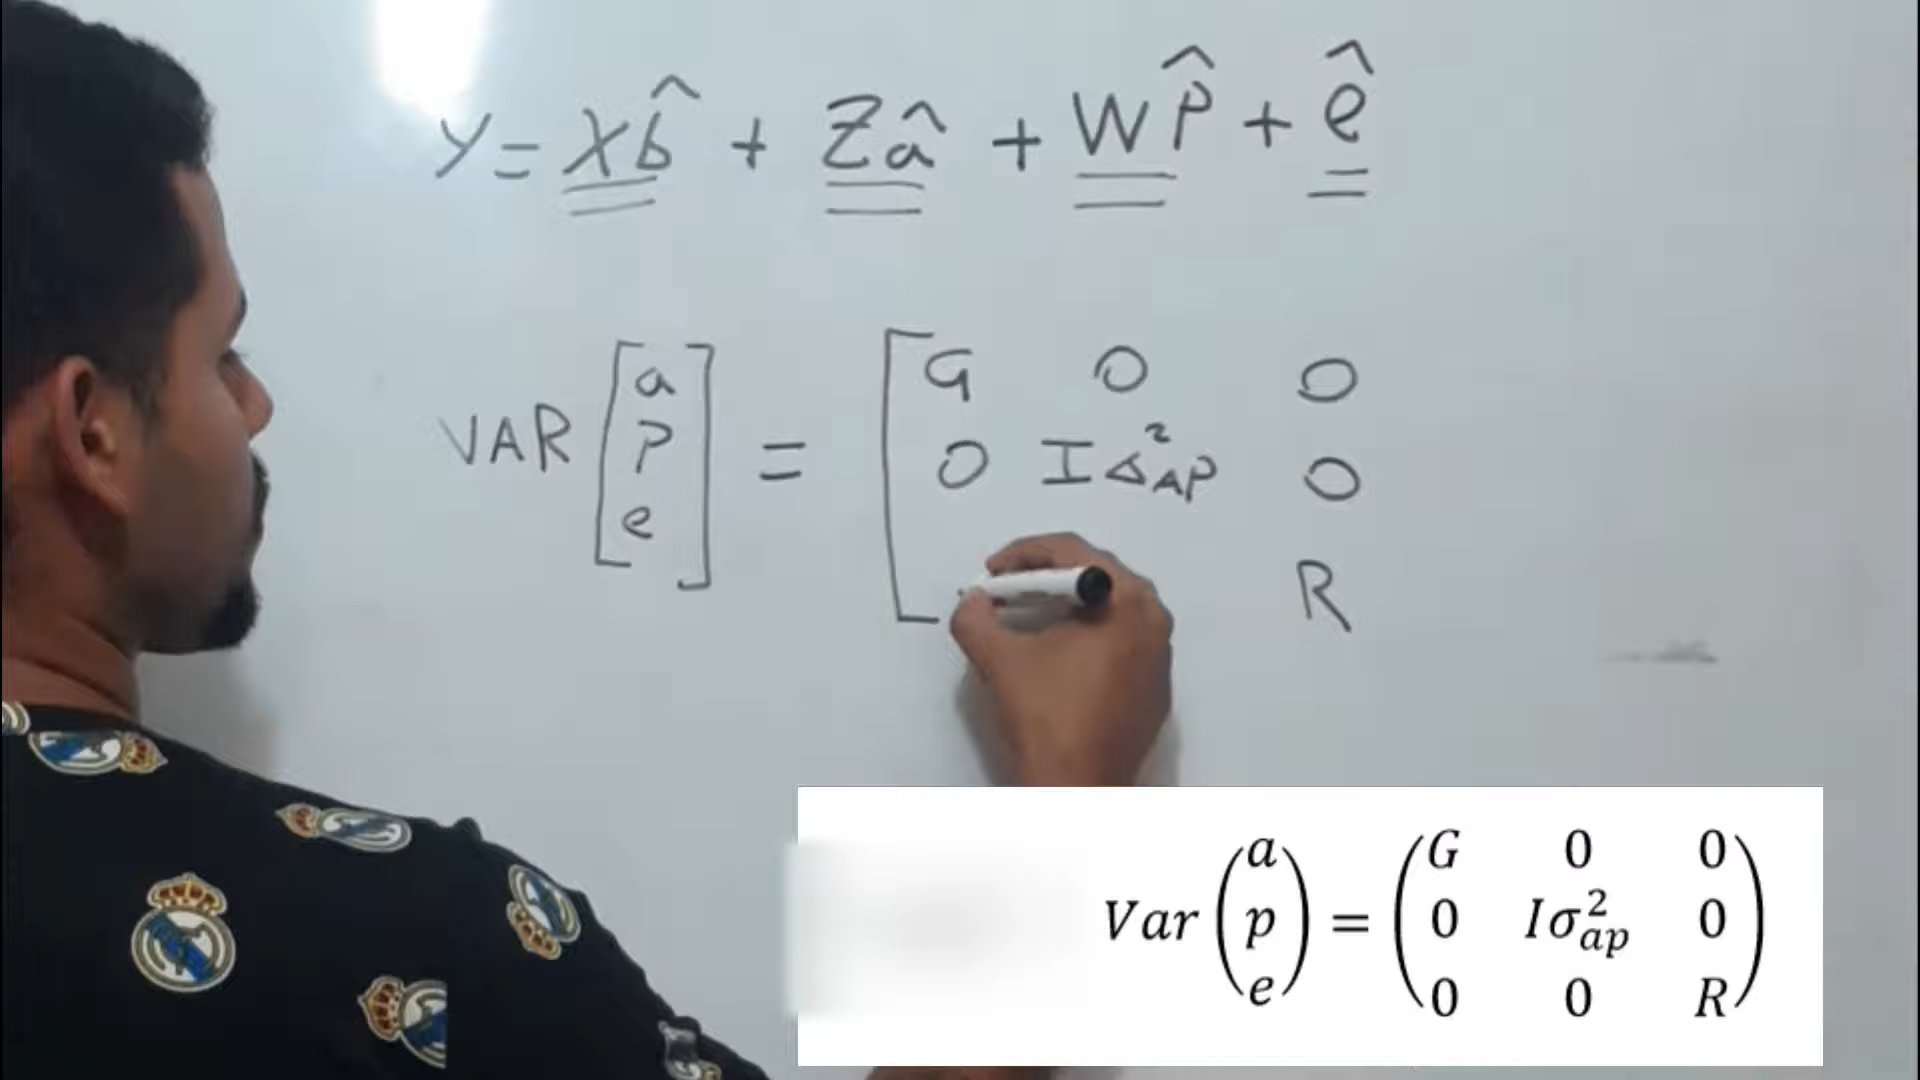 Y = Xb̂ + Zâ + WP̂ + ê
VAR [a P e] = [G 0 0
0 Iσ²AP 0
R
Var (a p e) = (G 0 0
0 Iσ²ap 0
0 0 R)